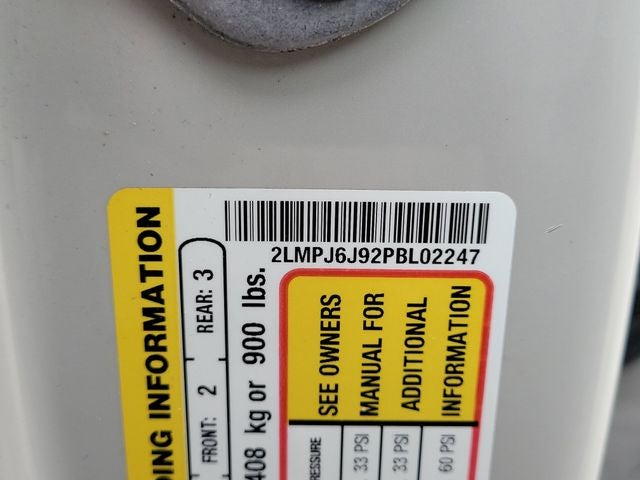 2LMPJ6J92PBL02247
DING INFORMATION
FRONT: 2 REAR: 3
408 kg or 900 lbs.
SEE OWNERS
MANUAL FOR
ADDITIONAL
INFORMATION
RESSURE
33 PSI
33 PSI
60 PSI